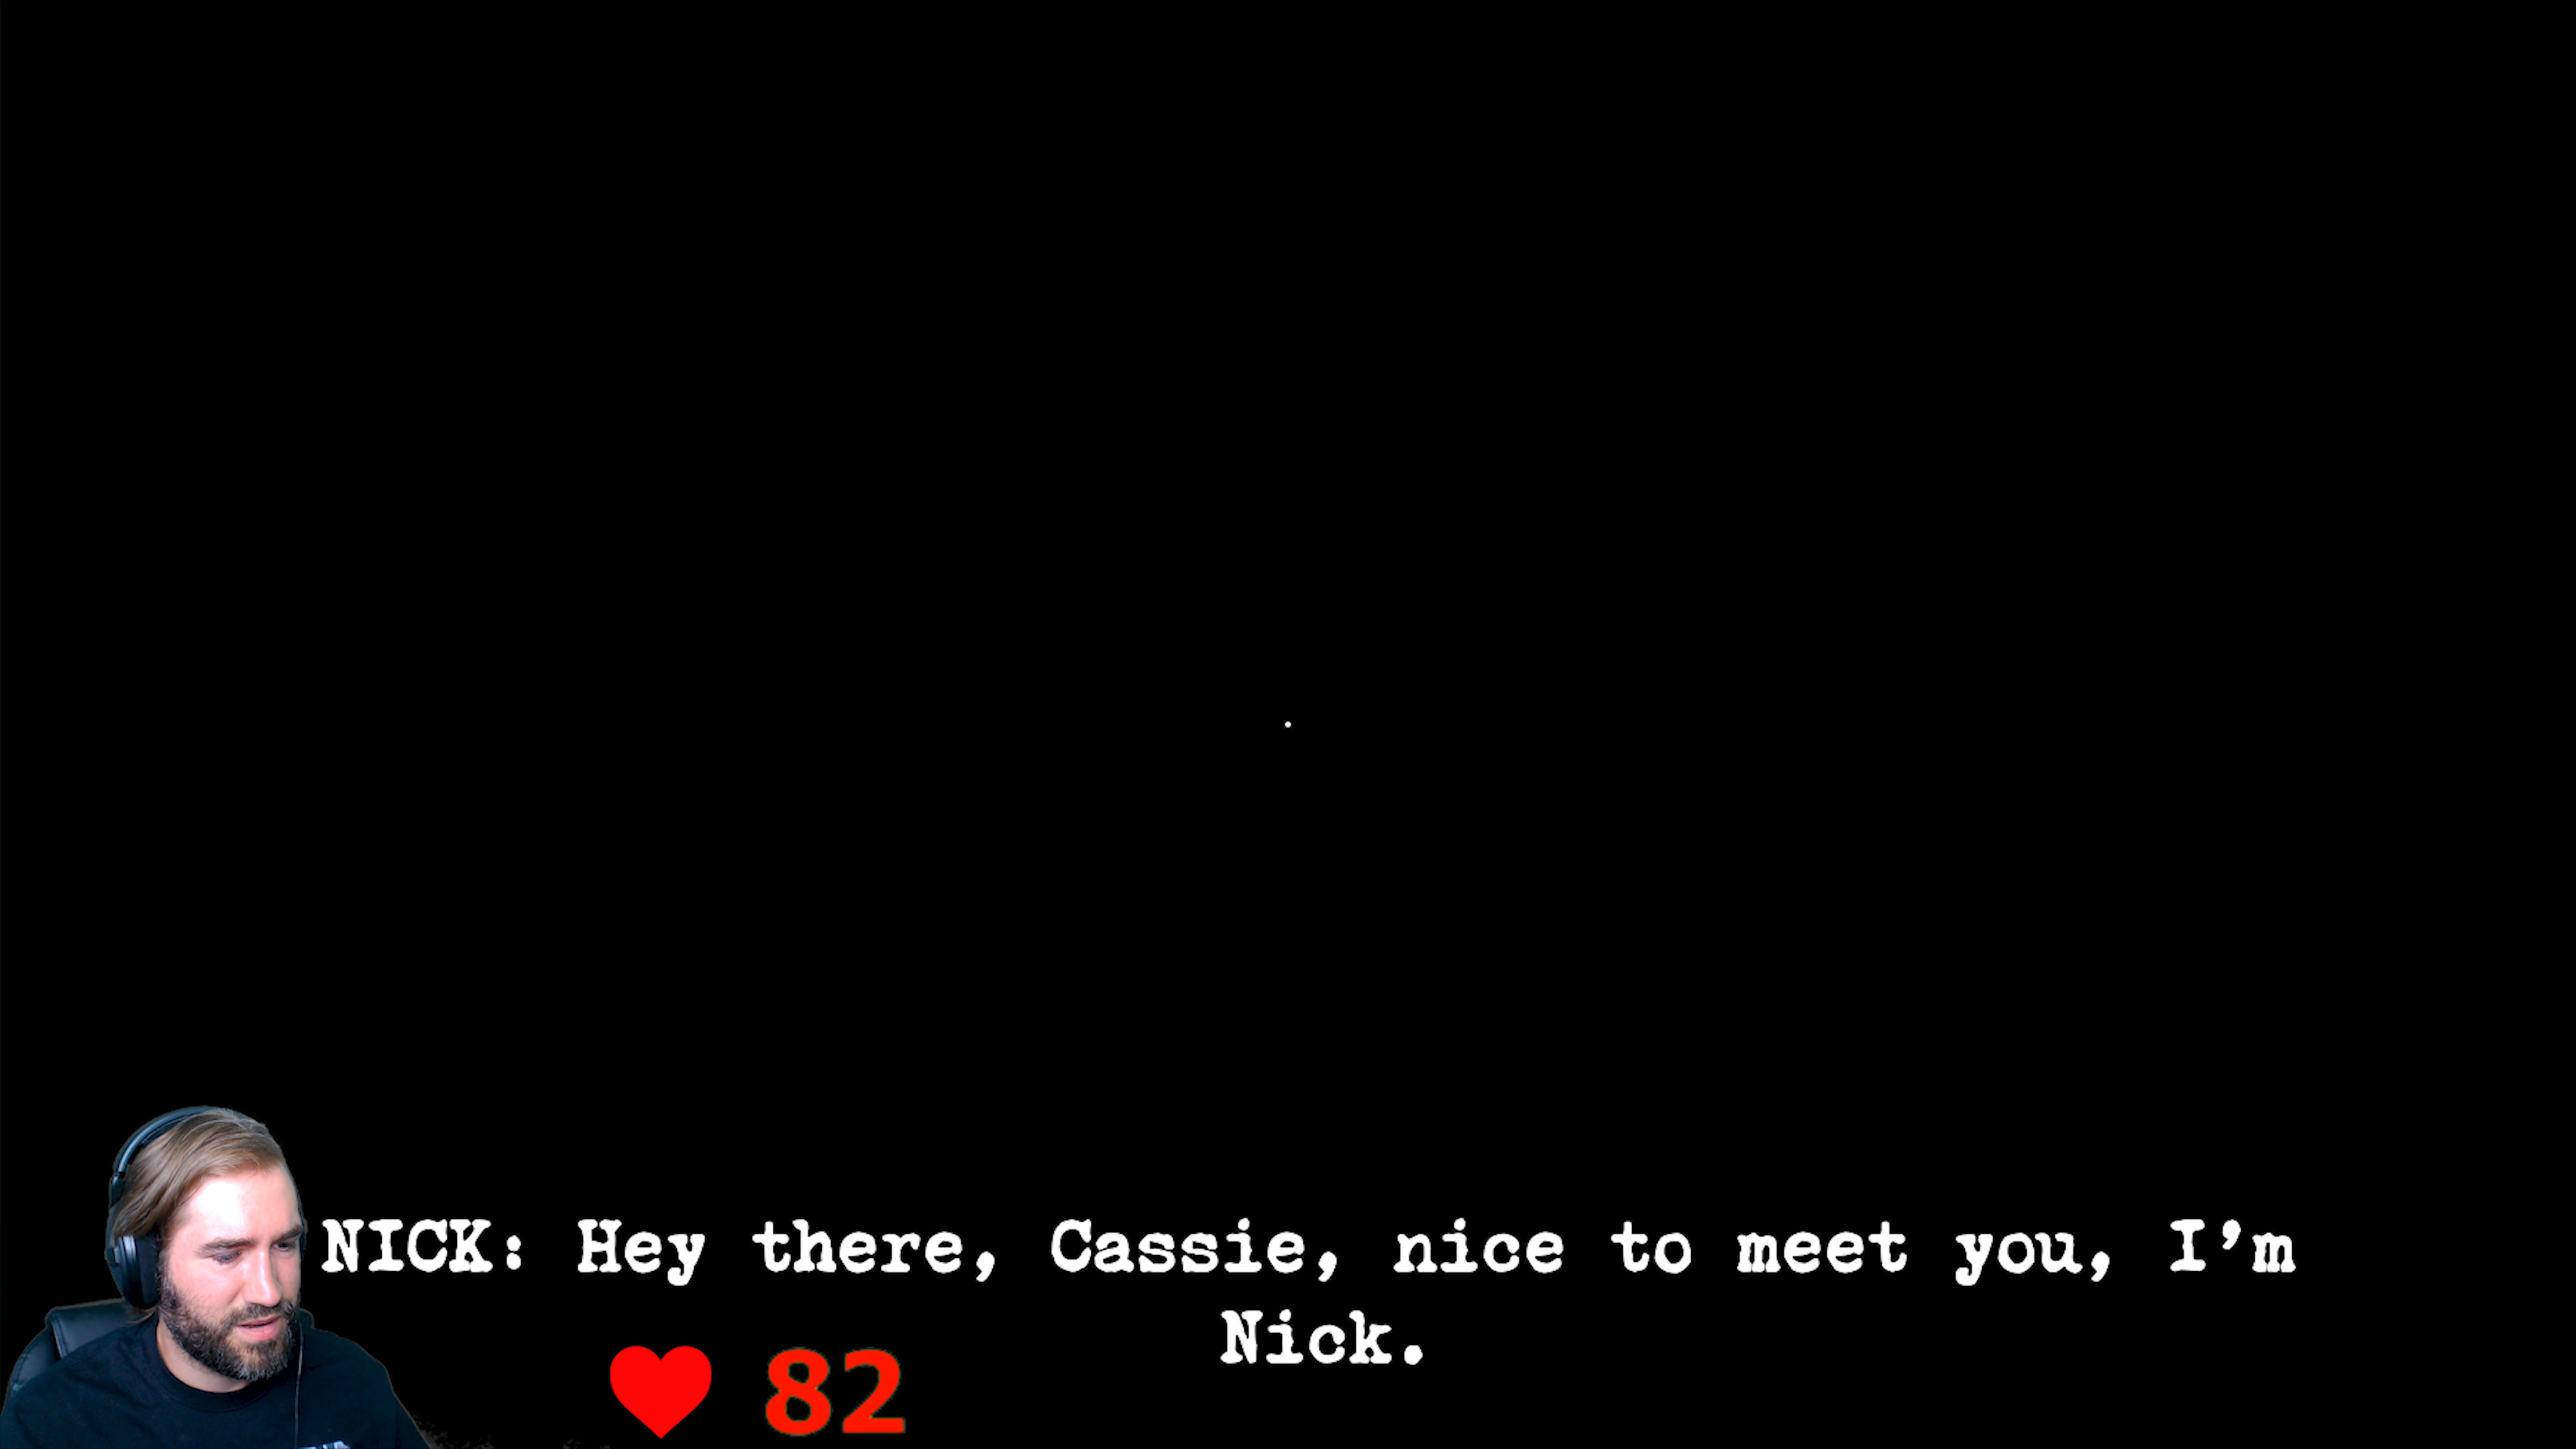 NICK: Hey there, Cassie, nice to meet you, I’m
Nick.
82